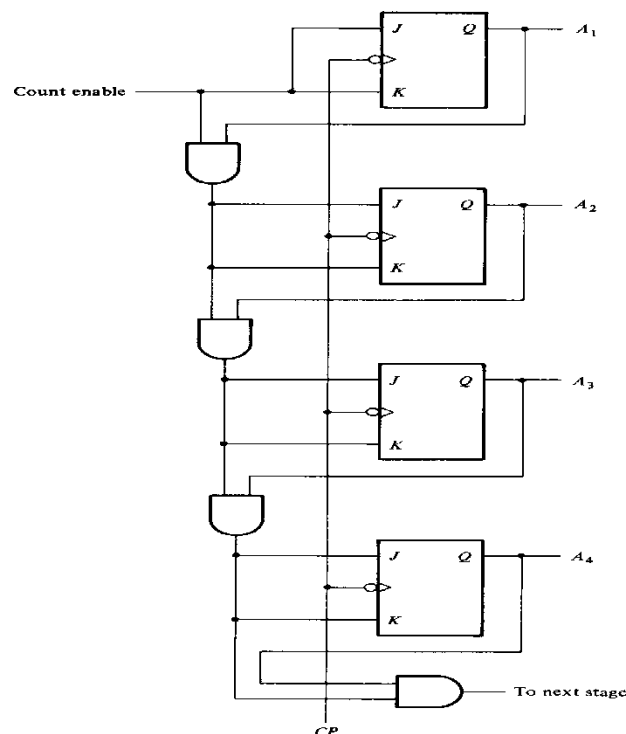 J Q A1
Count enable
K
J Q A2
K
J Q A3
K
J Q A4
K
To next stage
CP